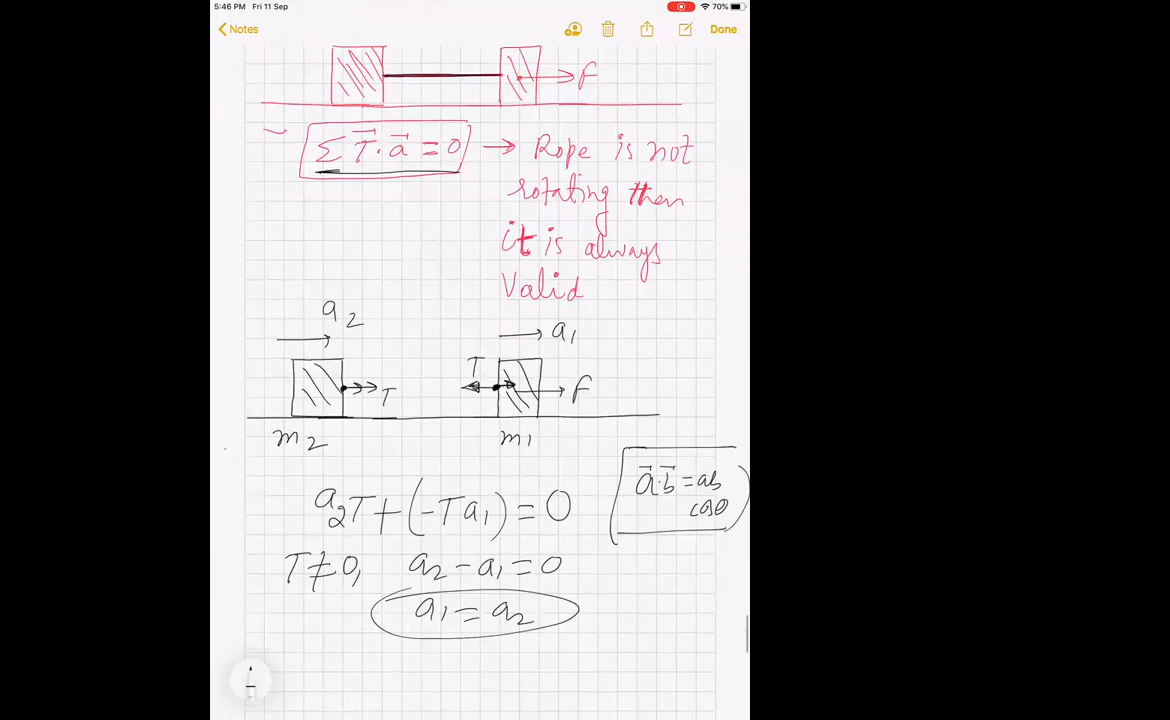 5:46 PM Fri 11 Sep
70%
Notes
Done
F
∑ T⃗·a⃗ = 0 → Rope is not
rotating then
it is always
Valid
a2
a1
T
T
F
m2
m1
a⃗·b⃗ = ab
cosθ
a2T + (-Ta1) = 0
T≠0, a2 - a1 = 0
a1 = a2